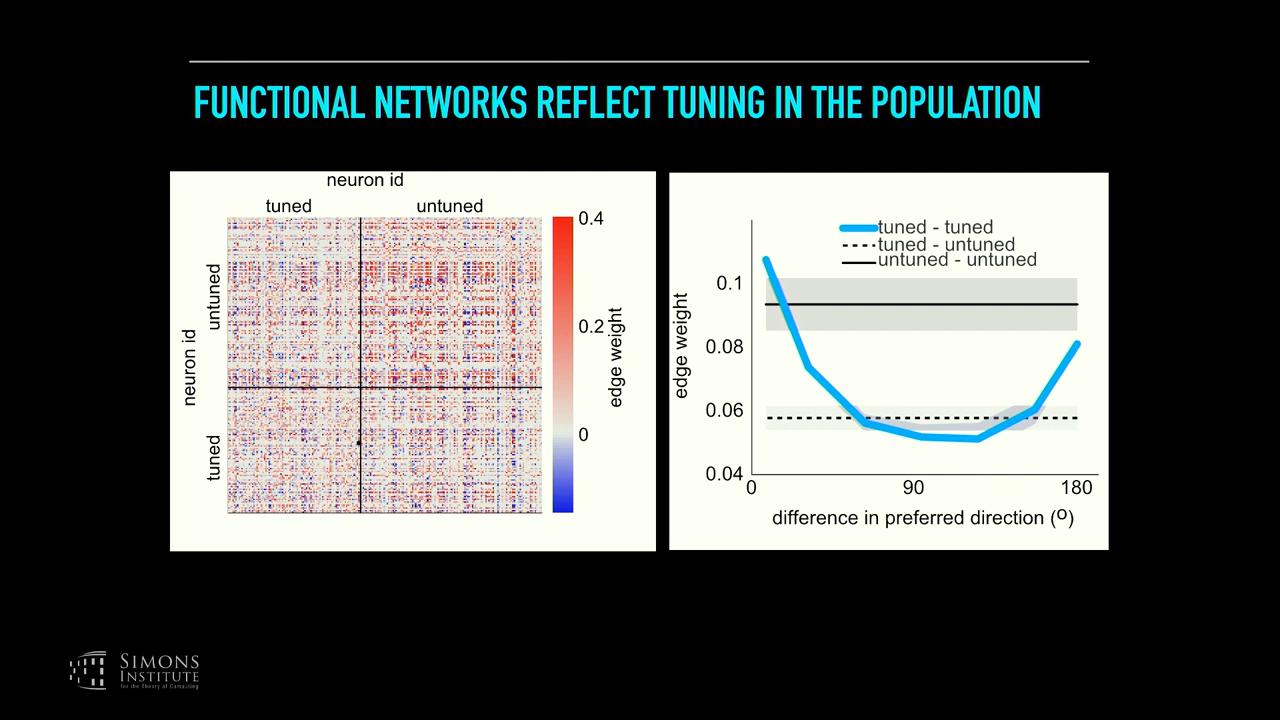 FUNCTIONAL NETWORKS REFLECT TUNING IN THE POPULATION
neuron id
tuned untuned
neuron id
untuned
tuned
0.4
0.2
0
edge weight
tuned - tuned
tuned - untuned
untuned - untuned
edge weight
0.1
0.08
0.06
0.04
0 90 180
difference in preferred direction (º)
SIMONS
INSTITUTE
for the Theory of Computing